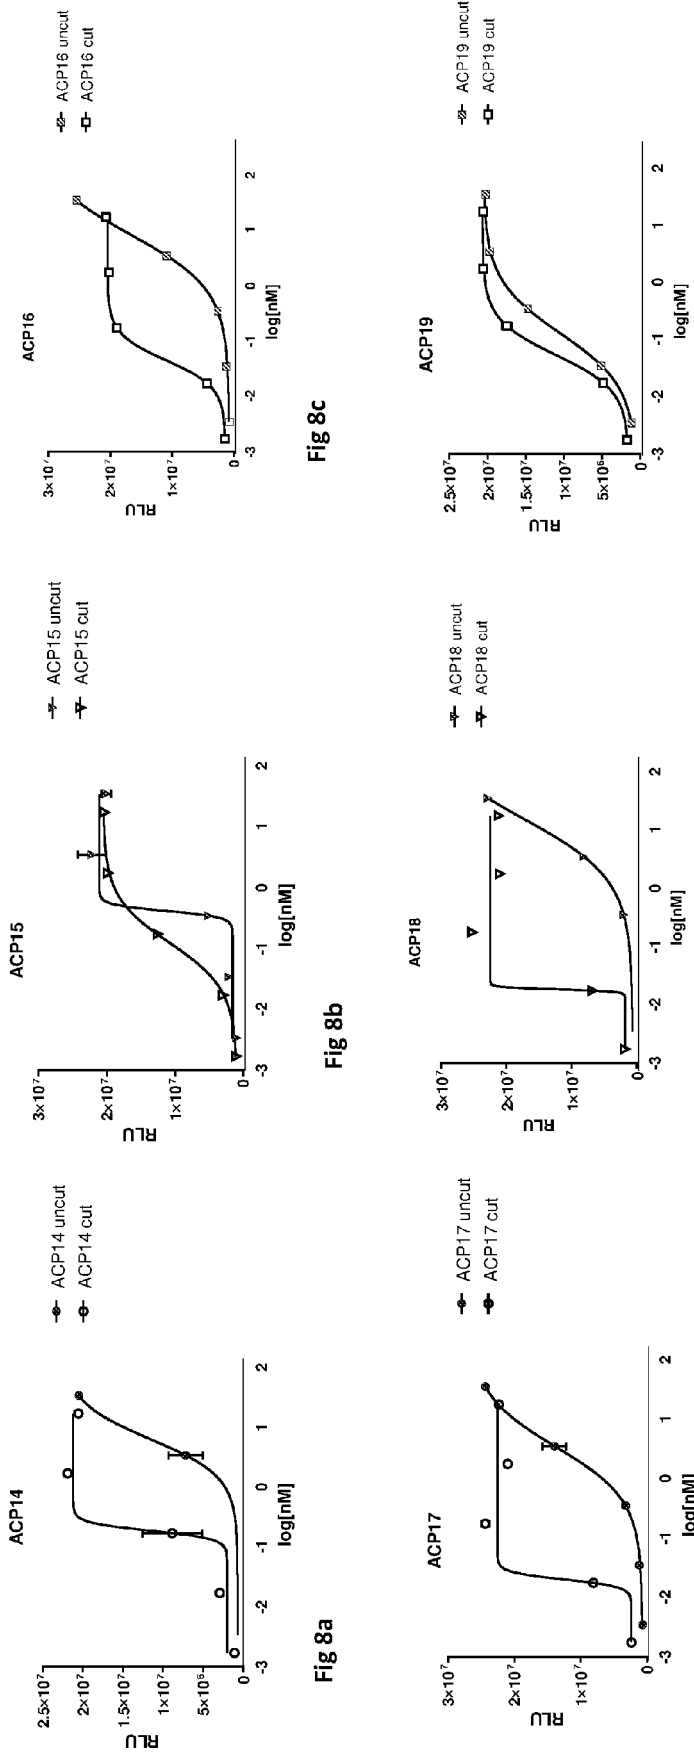 ACP14
2.5×10⁷
2×10⁷
1.5×10⁷
1×10⁷
5×10⁶
0
RLU
-3
-2
-1
0
1
2
log[nM]
ACP14 uncut
ACP14 cut
Fig 8a
ACP15
3×10⁷
2×10⁷
1×10⁷
0
RLU
-3
-2
-1
0
1
2
log[nM]
ACP15 uncut
ACP15 cut
Fig 8b
ACP16
3×10⁷
2×10⁷
1×10⁷
0
RLU
-3
-2
-1
0
1
2
log[nM]
ACP16 uncut
ACP16 cut
Fig 8c
ACP17
3×10⁷
2×10⁷
1×10⁷
0
RLU
-3
-2
-1
0
1
2
log[nM]
ACP17 uncut
ACP17 cut
ACP18
3×10⁷
2×10⁷
1×10⁷
0
RLU
-3
-2
-1
0
1
2
log[nM]
ACP18 uncut
ACP18 cut
ACP19
2.5×10⁷
2×10⁷
1.5×10⁷
1×10⁷
5×10⁶
0
RLU
-3
-2
-1
0
1
2
log[nM]
ACP19 uncut
ACP19 cut